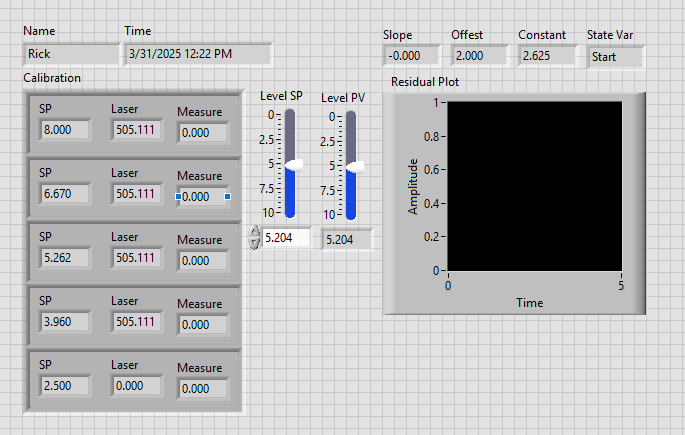 Name Time
Rick 3/31/2025 12:22 PM
Slope Offest Constant State Var
-0.000 2.000 2.625 Start
Calibration
SP Laser Measure
8.000 505.111 0.000
SP Laser Measure
6.670 505.111 0.000
SP Laser Measure
5.262 505.111 0.000
SP Laser Measure
3.960 505.111 0.000
SP Laser Measure
2.500 0.000 0.000
Level SP Level PV
0 0
2.5 2.5
5 5
7.5 7.5
10 10
5.204 5.204
Residual Plot
Amplitude
1
0.8
0.6
0.4
0.2
0
0 5
Time